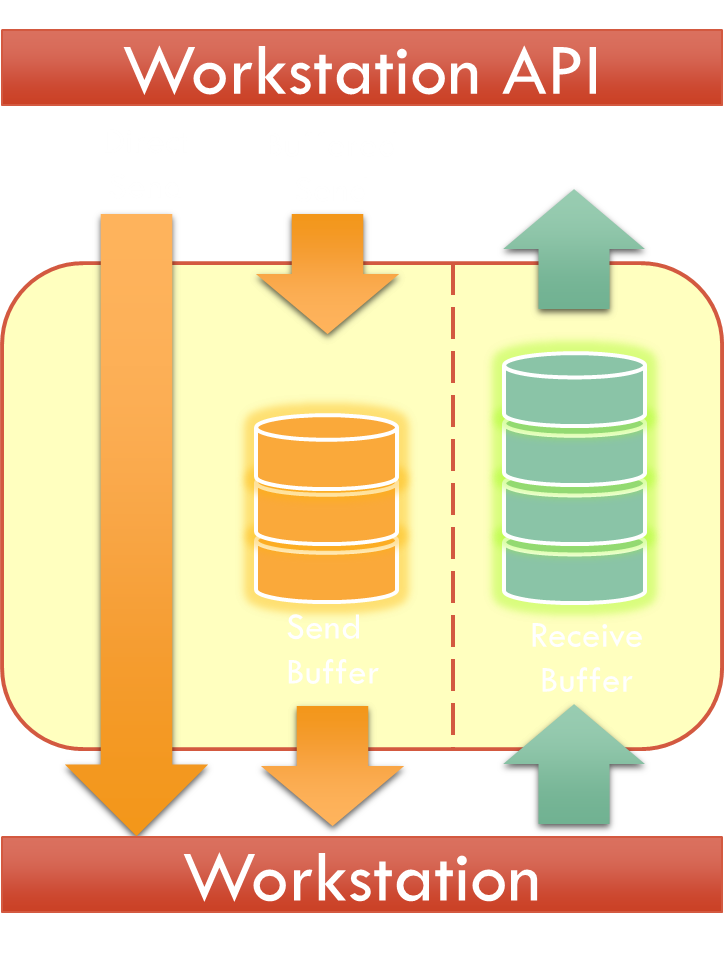 Workstation API
Send
Buffer
Receive
Buffer
Workstation